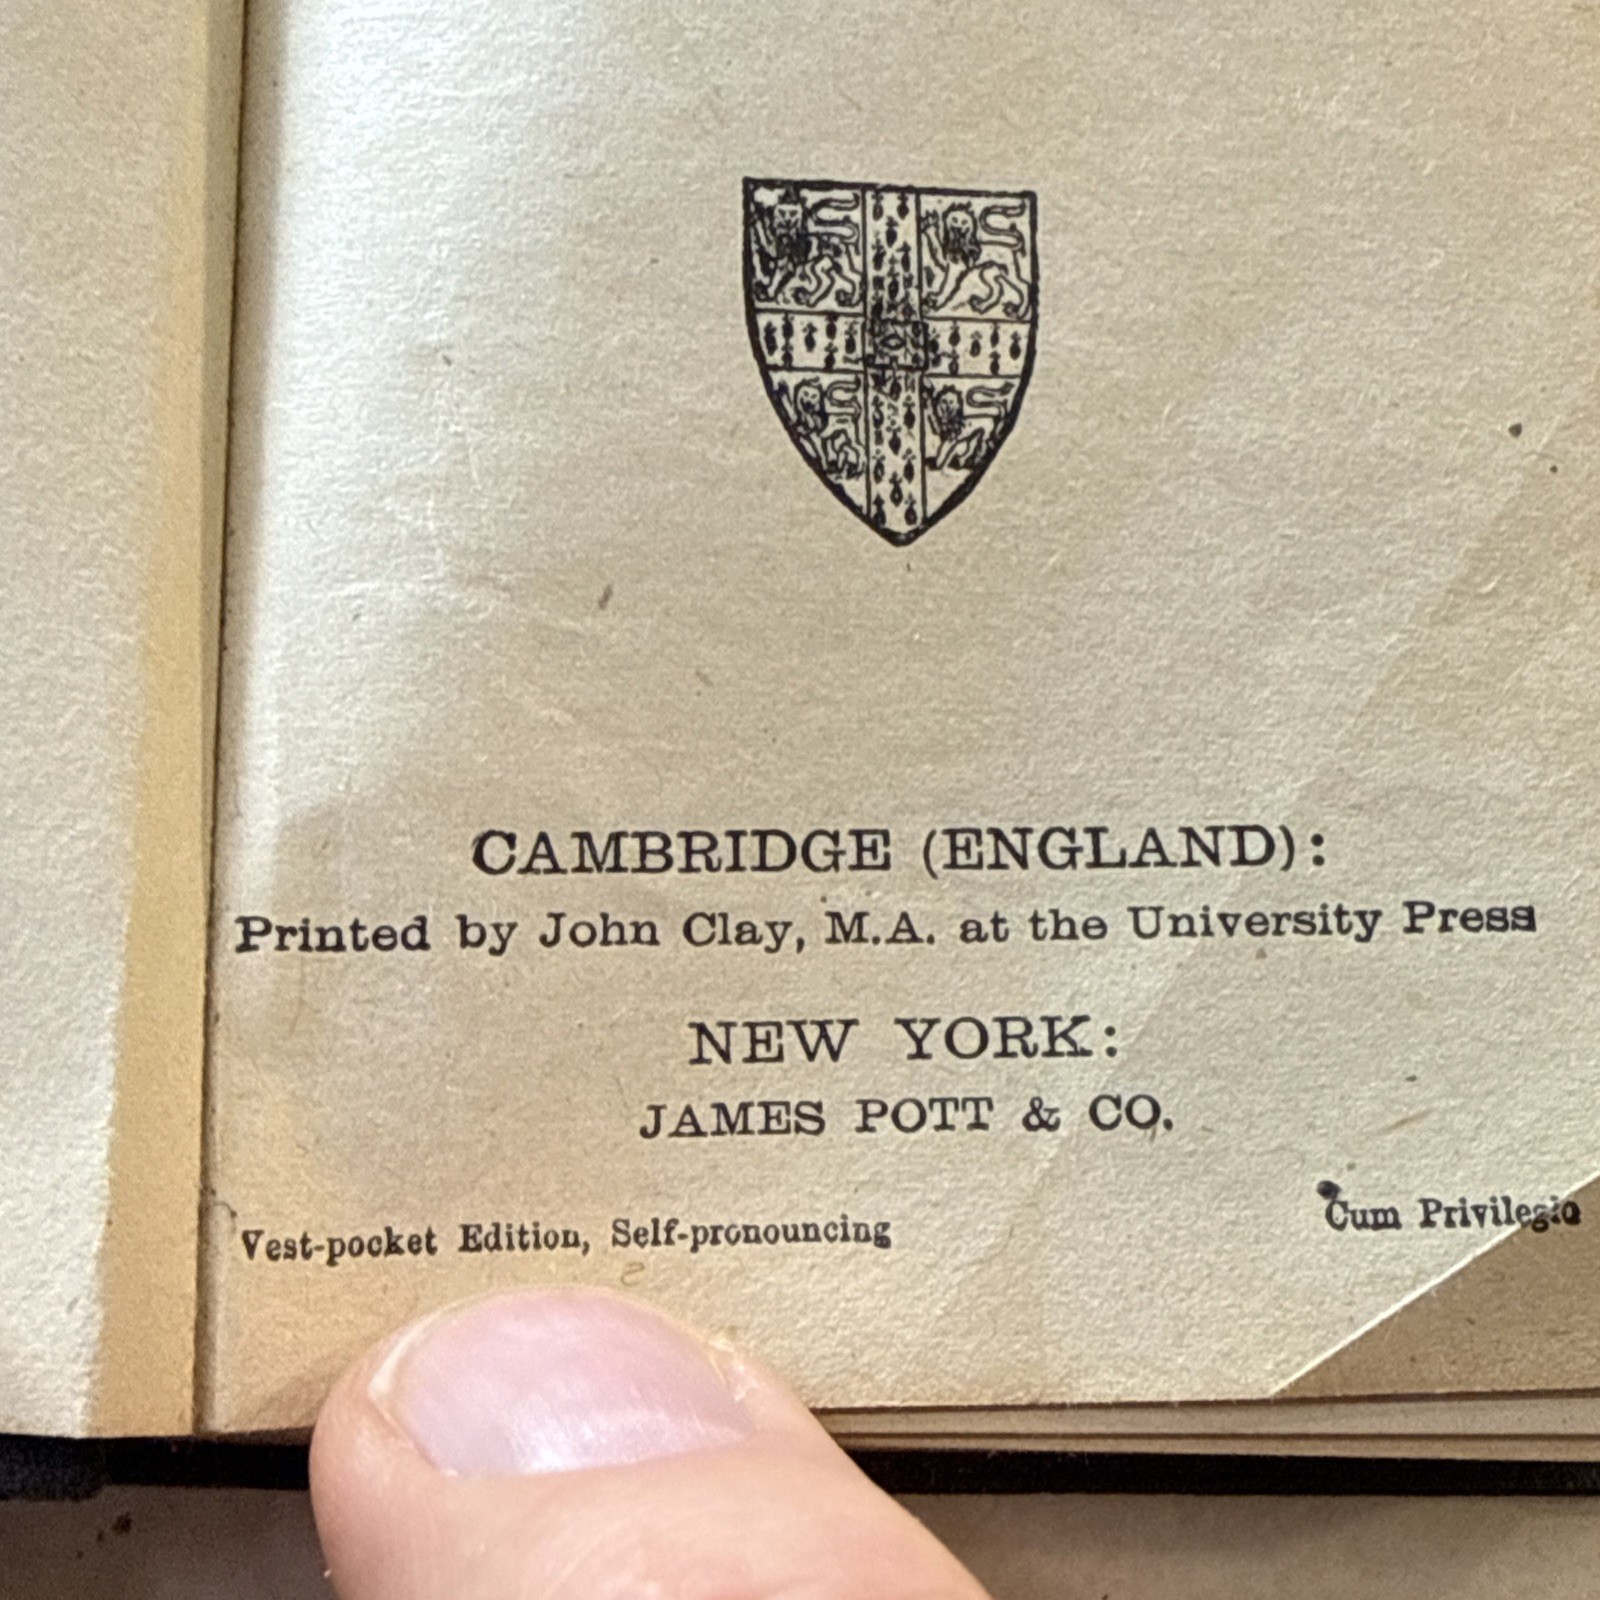 CAMBRIDGE (ENGLAND):
Printed by John Clay, M.A. at the University Press
NEW YORK:
JAMES POTT & CO.
Vest-pocket Edition, Self-pronouncing
Cum Privilegio